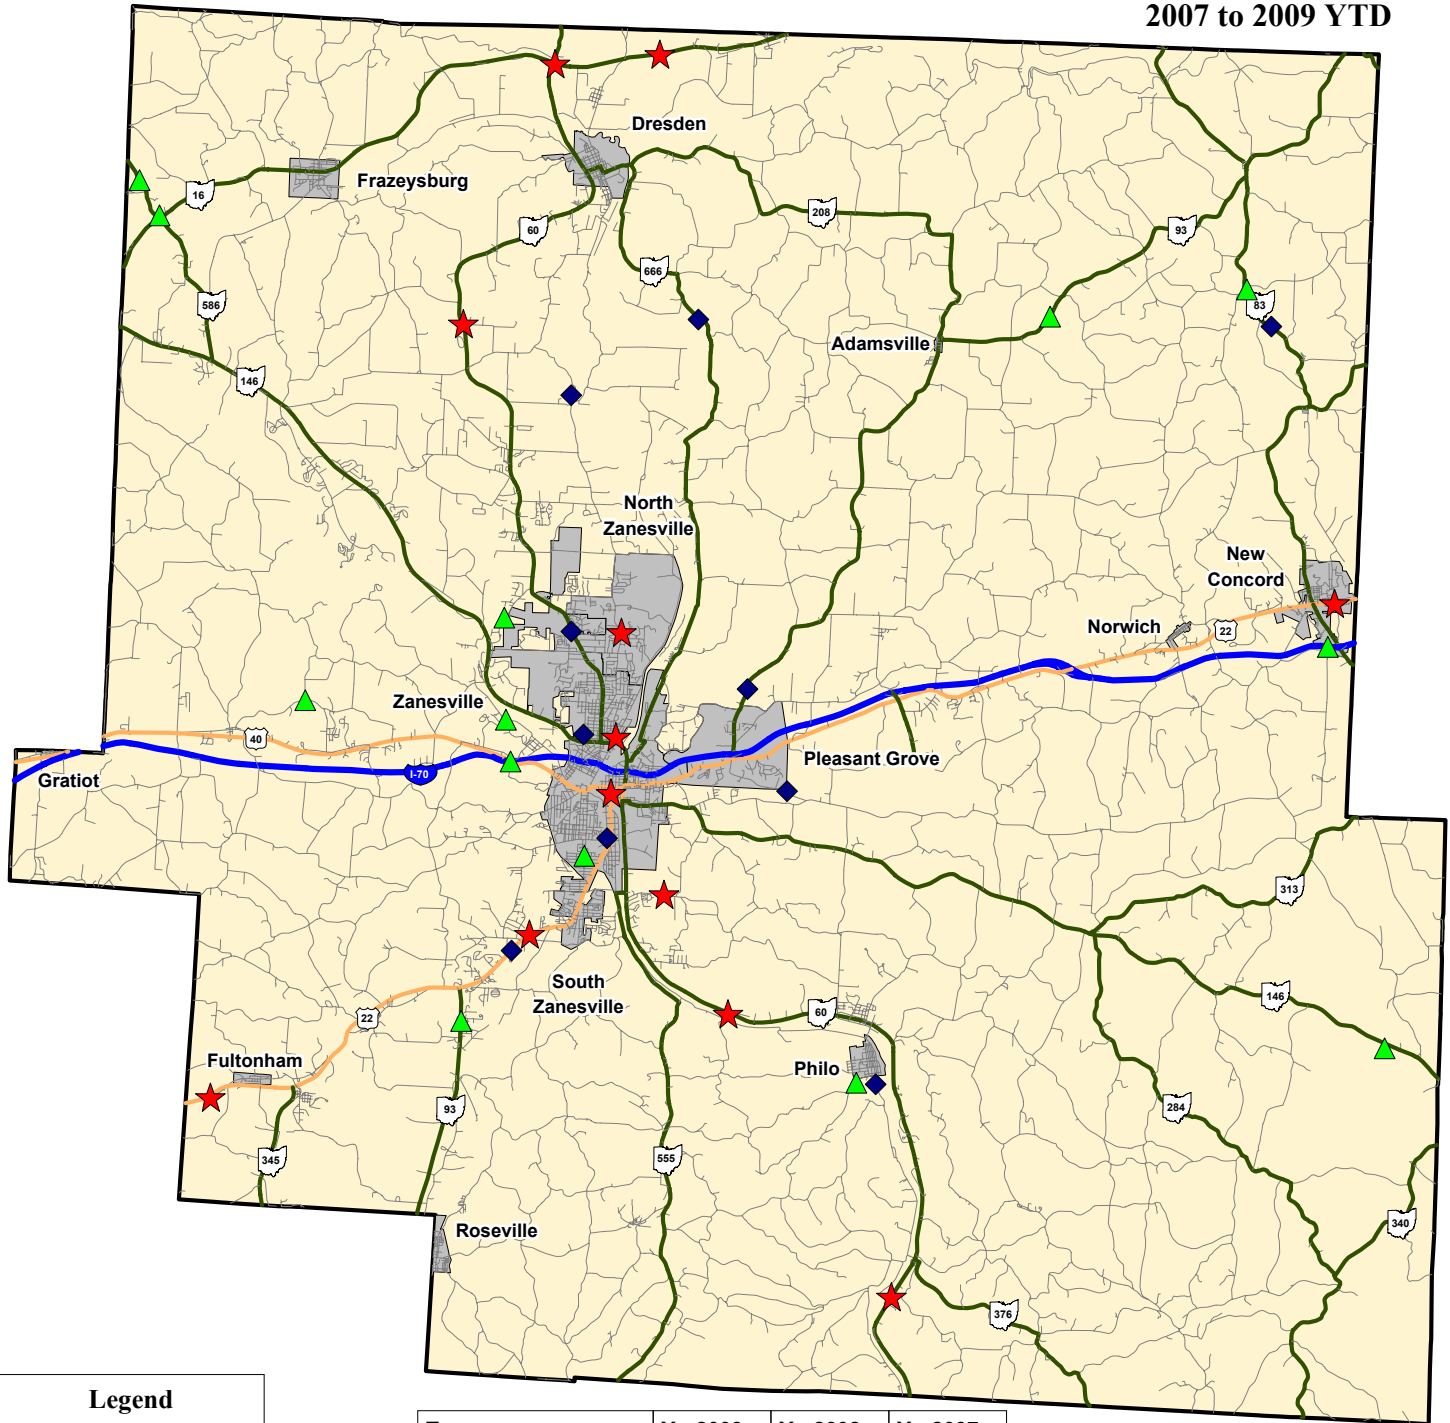 2007 to 2009 YTD
Dresden
Frazeysburg
16
60
208
93
666
586
83
Adamsville
146
North
Zanesville
New
Concord
Norwich
22
Zanesville
40
Pleasant Grove
Gratiot
I-70
313
South
Zanesville
146
22
60
Fultonham
Philo
93
284
345
555
340
Roseville
376
Legend